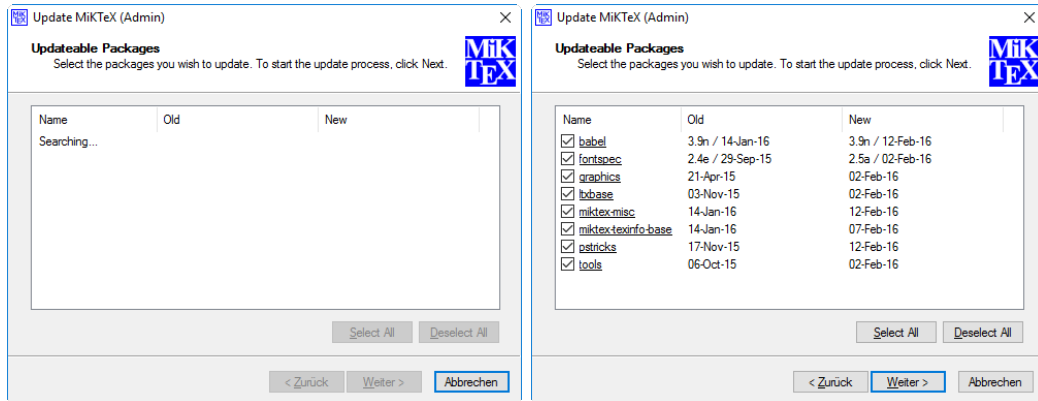 Update MiKTeX (Admin)
Updateable Packages
Select the packages you wish to update. To start the update process, click Next.
MiK
TEX
Name Old New
Searching...
Select All Deselect All
< Zurück Weiter > Abbrechen
Update MiKTeX (Admin)
Updateable Packages
Select the packages you wish to update. To start the update process, click Next.
MiK
TEX
Name Old New
babel 3.9n / 14-Jan-16 3.9n / 12-Feb-16
fontspec 2.4e / 29-Sep-15 2.5a / 02-Feb-16
graphics 21-Apr-15 02-Feb-16
ltxbase 03-Nov-15 02-Feb-16
miktex-misc 14-Jan-16 12-Feb-16
miktex-texinfo-base 14-Jan-16 07-Feb-16
pstricks 17-Nov-15 12-Feb-16
tools 06-Oct-15 02-Feb-16
Select All Deselect All
< Zurück Weiter > Abbrechen